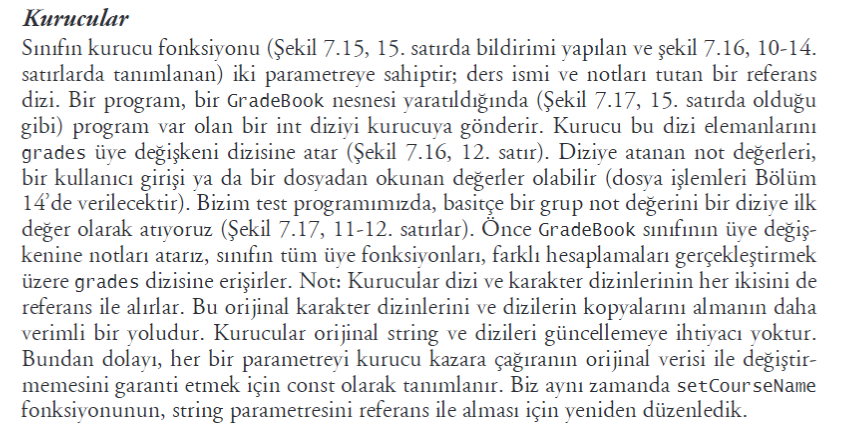 Kurucular
Sınıfın kurucu fonksiyonu (Şekil 7.15, 15. satırda bildirimi yapılan ve şekil 7.16, 10-14.
satırlarda tanımlanan) iki parametreye sahiptir; ders ismi ve notları tutan bir referans
dizi. Bir program, bir GradeBook nesnesi yaratıldığında (Şekil 7.17, 15. satırda olduğu
gibi) program var olan bir int diziyi kurucuya gönderir. Kurucu bu dizi elemanlarını
grades üye değişkeni dizisine atar (Şekil 7.16, 12. satır). Diziye atanan not değerleri,
bir kullanıcı girişi ya da bir dosyadan okunan değerler olabilir (dosya işlemleri Bölüm
14’de verilecektir). Bizim test programımızda, basitçe bir grup not değerini bir diziye ilk
değer olarak atıyoruz (Şekil 7.17, 11-12. satırlar). Önce GradeBook sınıfının üye değiş-
kenine notları atarız, sınıfın tüm üye fonksiyonları, farklı hesaplamaları gerçekleştirmek
üzere grades dizisine erişirler. Not: Kurucular dizi ve karakter dizinlerinin her ikisini de
referans ile alırlar. Bu orijinal karakter dizinlerini ve dizilerin kopyalarını almanın daha
verimli bir yoludur. Kurucular orijinal string ve dizileri güncellemeye ihtiyacı yoktur.
Bundan dolayı, her bir parametreyi kurucu kazara çağıranın orijinal verisi ile değiştir-
memesini garanti etmek için const olarak tanımlanır. Biz aynı zamanda setCourseName
fonksiyonunun, string parametresini referans ile alması için yeniden düzenledik.